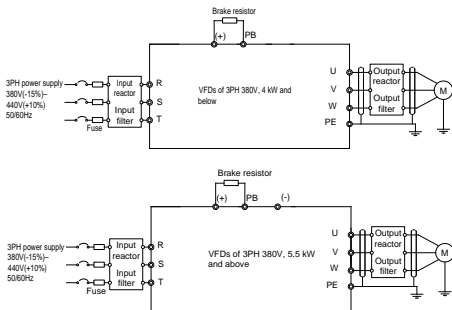 Brake resistor
(+) PB
3PH power supply
380V(-15%)–
440V(+10%)
50/60Hz
Fuse
Input
reactor
Input
filter
R
S
T
VFDs of 3PH 380V, 4 kW and
below
U
V
W
PE
Output
reactor
Output
filter
M
Brake resistor
(+) PB (-)
3PH power supply
380V(-15%)–
440V(+10%)
50/60Hz
Fuse
Input
reactor
Input
filter
R
S
T
VFDs of 3PH 380V, 5.5 kW
and above
U
V
W
PE
Output
reactor
Output
filter
M